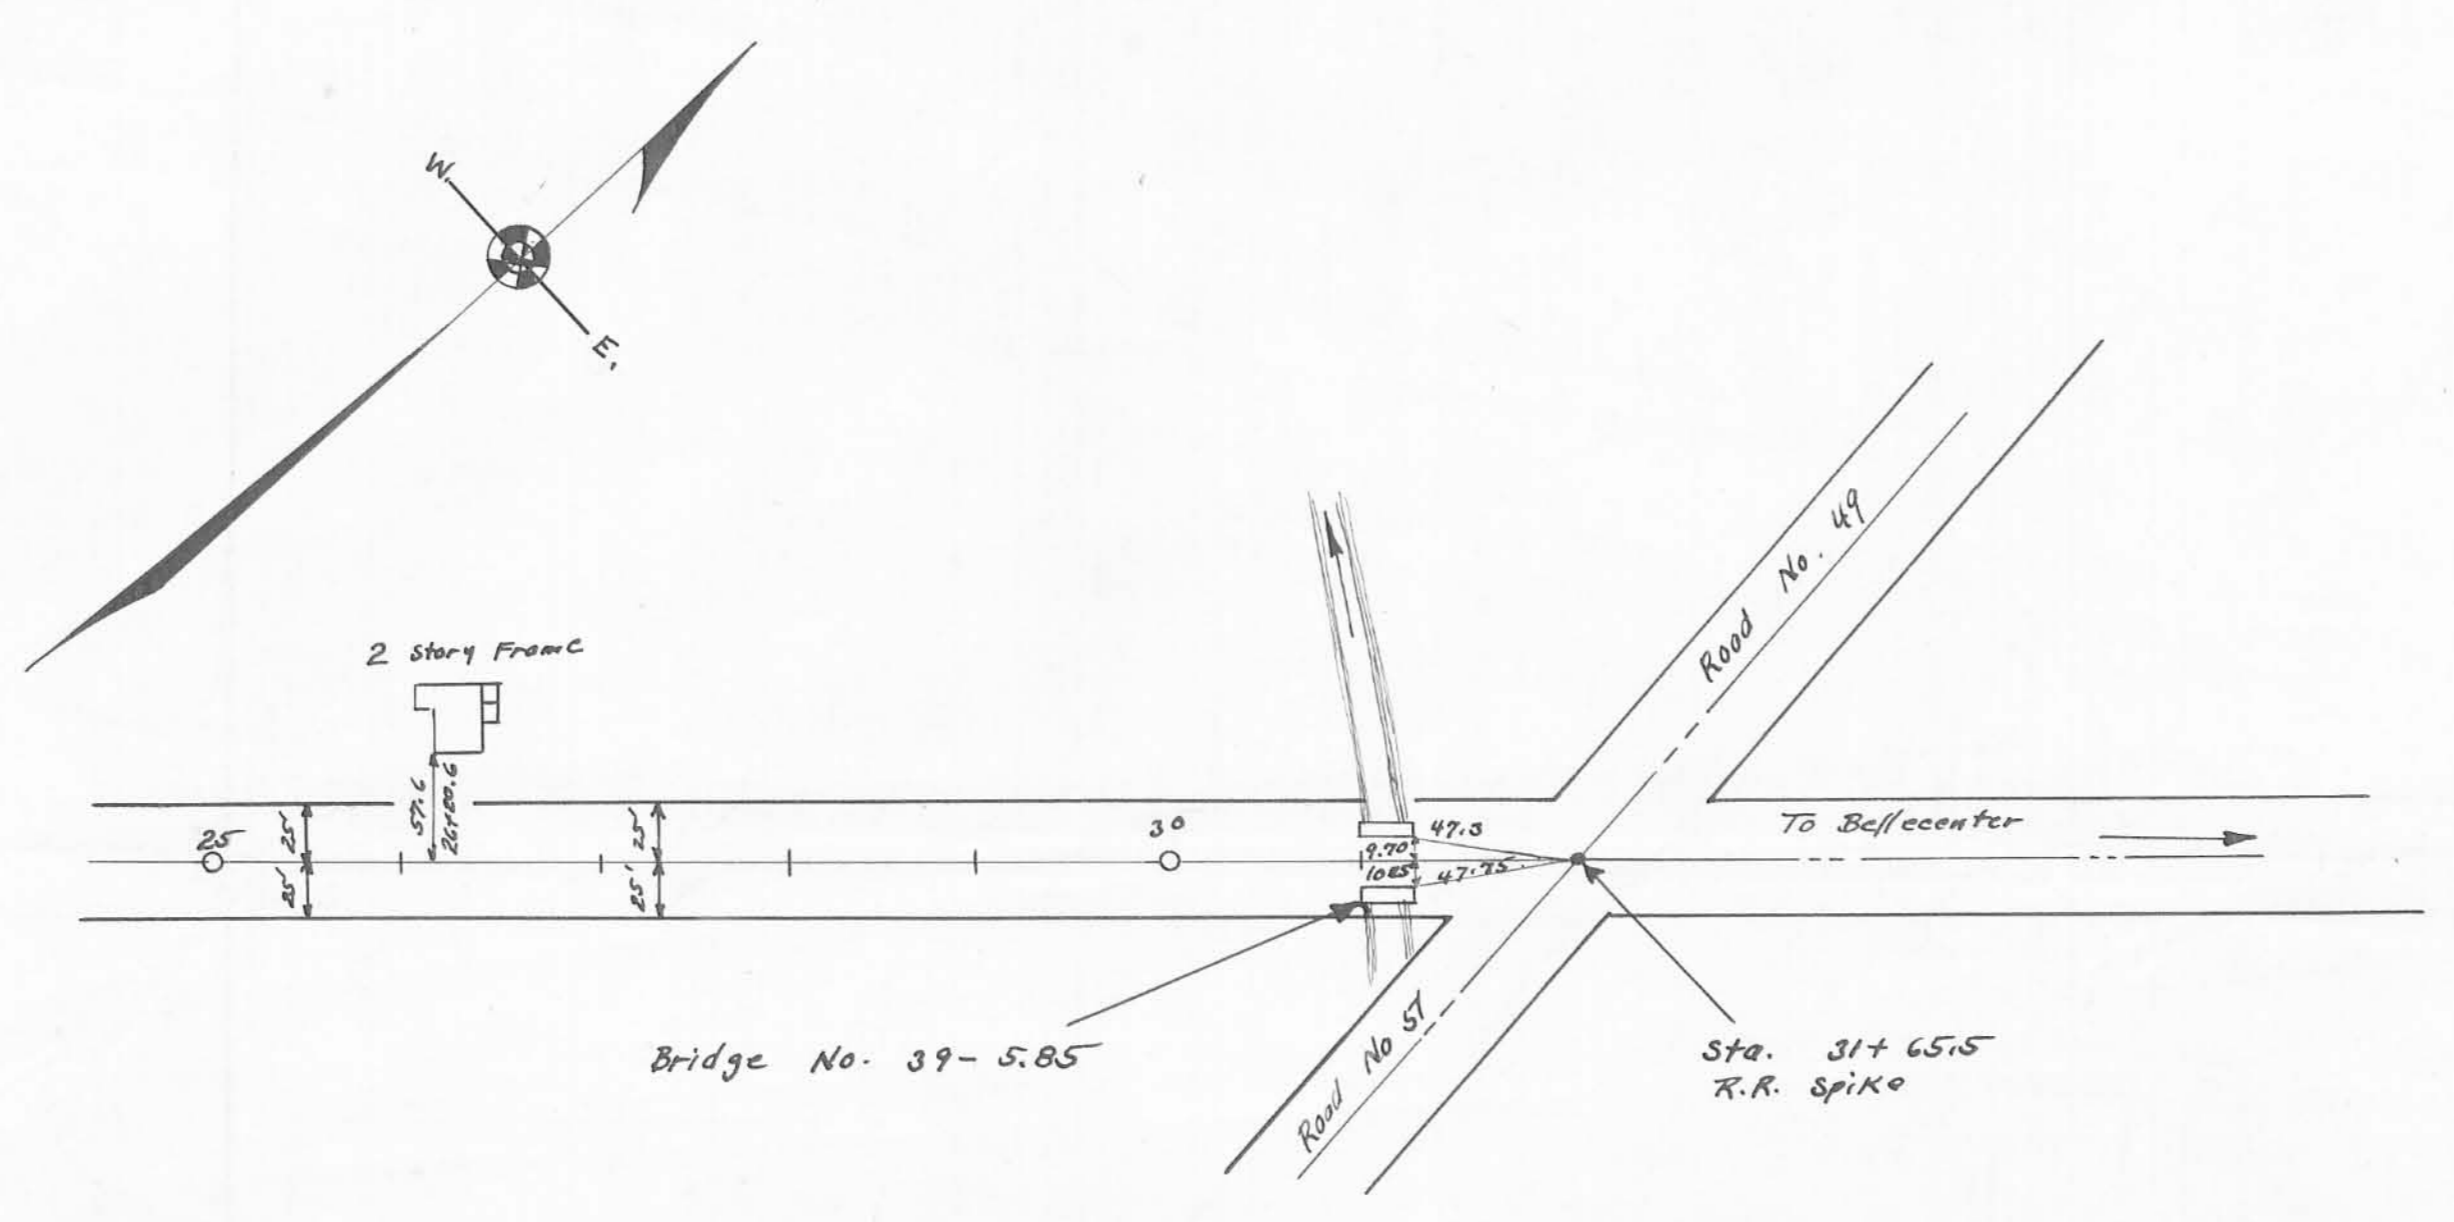 W.
E.
2 Story Frame
57.6
26+80.6
25
25'
25'
25'
25'
30
47.3
9.70
10.85
47.75
To Bellecenter
Road No. 49
Road No 57
Bridge No. 39-5.85
Sta. 31+65.5
R.R. Spike